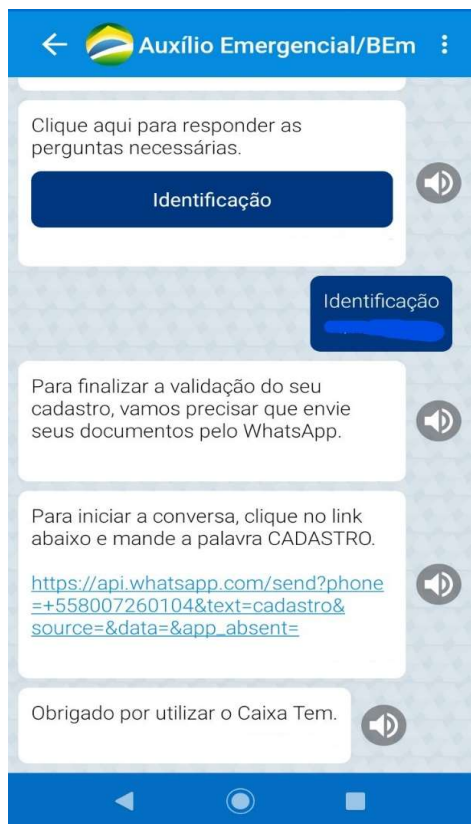 Auxílio Emergencial/BEm
Clique aqui para responder as
perguntas necessárias.
Identificação
Identificação
Para finalizar a validação do seu
cadastro, vamos precisar que envie
seus documentos pelo WhatsApp.
Para iniciar a conversa, clique no link
abaixo e mande a palavra CADASTRO.
https://api.whatsapp.com/send?phone
=+558007260104&text=cadastro&
source=&data=&app_absent=
Obrigado por utilizar o Caixa Tem.